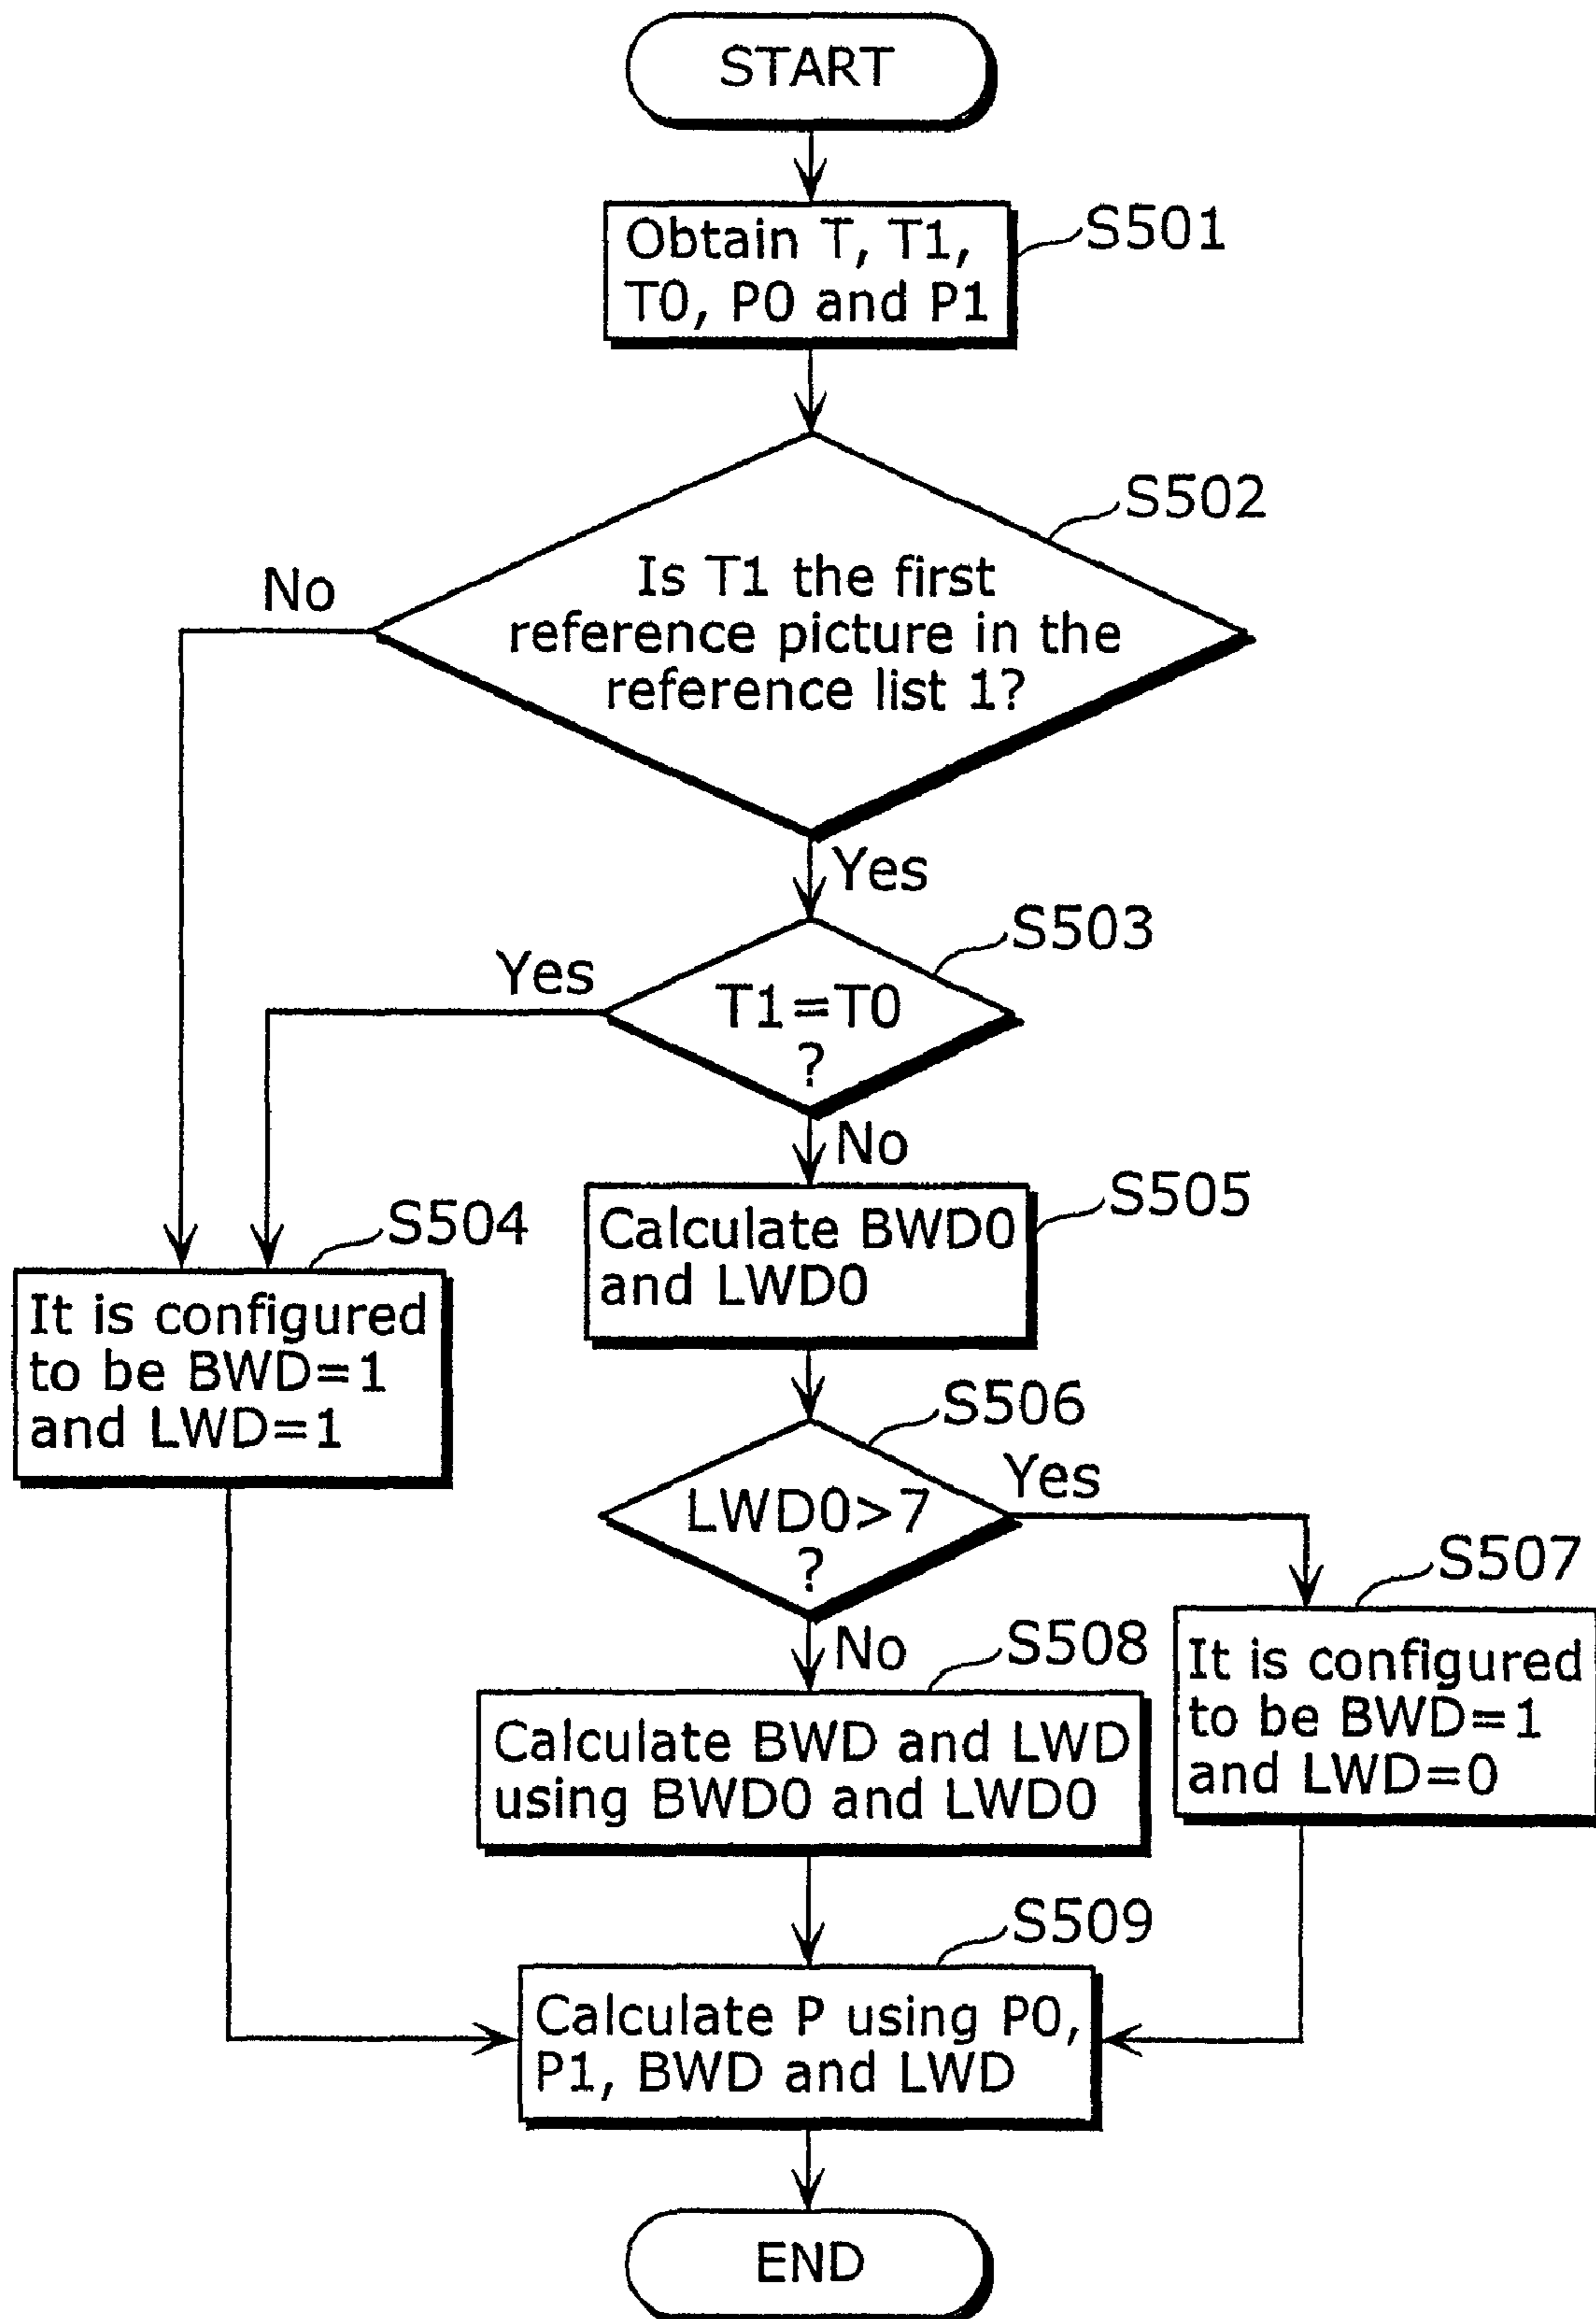 START
S501
Obtain T, T1,
T0, P0 and P1
S502
Is T1 the first
reference picture in the
reference list 1?
No
Yes
S503
T1=T0
?
Yes
No
S504
It is configured
to be BWD=1
and LWD=1
S505
Calculate BWD0
and LWD0
S506
LWD0>7
?
Yes
No
S507
It is configured
to be BWD=1
and LWD=0
S508
Calculate BWD and LWD
using BWD0 and LWD0
S509
Calculate P using P0,
P1, BWD and LWD
END